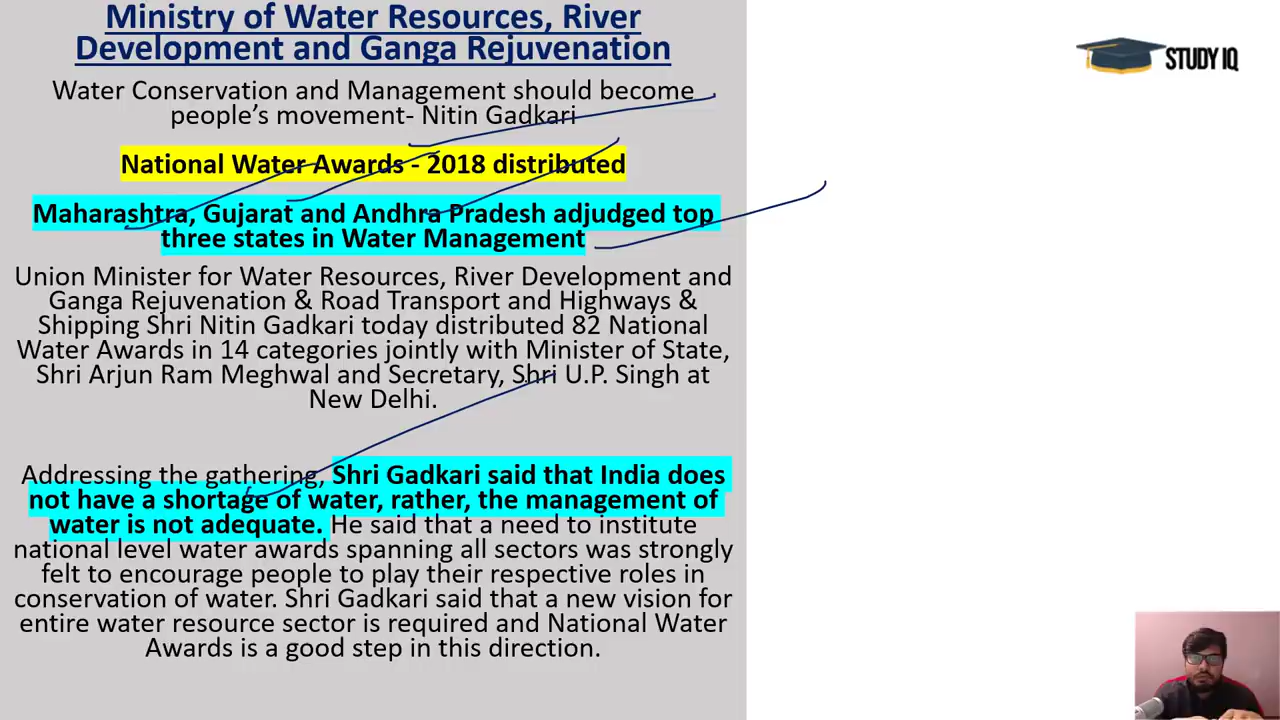 Ministry of Water Resources, River
Development and Ganga Rejuvenation
STUDY IQ
Water Conservation and Management should become
people's movement- Nitin Gadkari
National Water Awards - 2018 distributed
Maharashtra, Gujarat and Andhra Pradesh adjudged top
three states in Water Management
Union Minister for Water Resources, River Development and
Ganga Rejuvenation & Road Transport and Highways &
Shipping Shri Nitin Gadkari today distributed 82 National
Water Awards in 14 categories jointly with Minister of State,
Shri Arjun Ram Meghwal and Secretary, Shri U.P. Singh at
New Delhi.
Addressing the gathering, Shri Gadkari said that India does
not have a shortage of water, rather, the management of
water is not adequate. He said that a need to institute
national level water awards spanning all sectors was strongly
felt to encourage people to play their respective roles in
conservation of water. Shri Gadkari said that a new vision for
entire water resource sector is required and National Water
Awards is a good step in this direction.